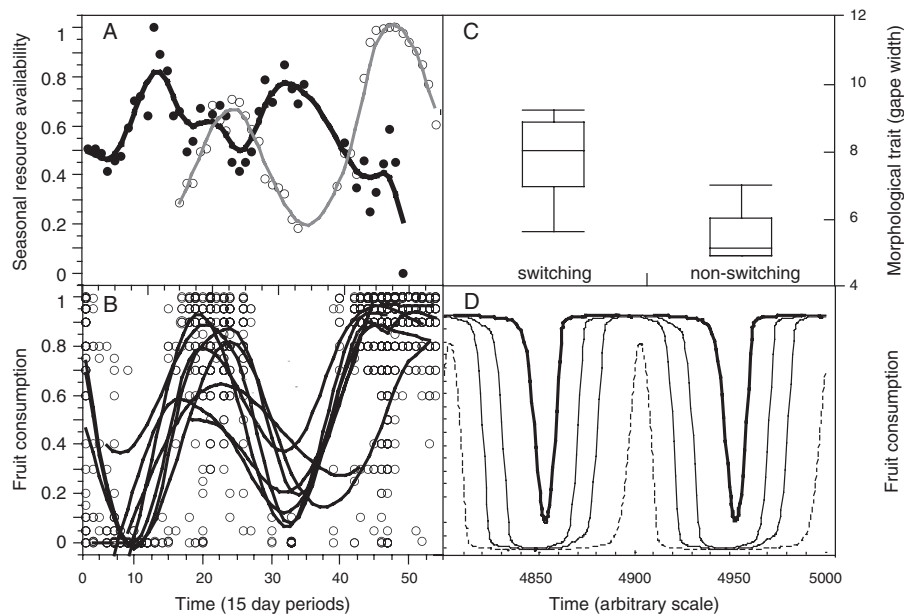 A
Seasonal resource availability
1
0.8
0.6
0.4
0.2
0
C
switching
non-switching
12
10
8
6
4
Morphological trait (gape width)
B
Fruit consumption
1
0.8
0.6
0.4
0.2
0
0 10 20 30 40 50
Time (15 day periods)
D
4850 4900 4950 5000
Time (arbitrary scale)
Fruit consumption